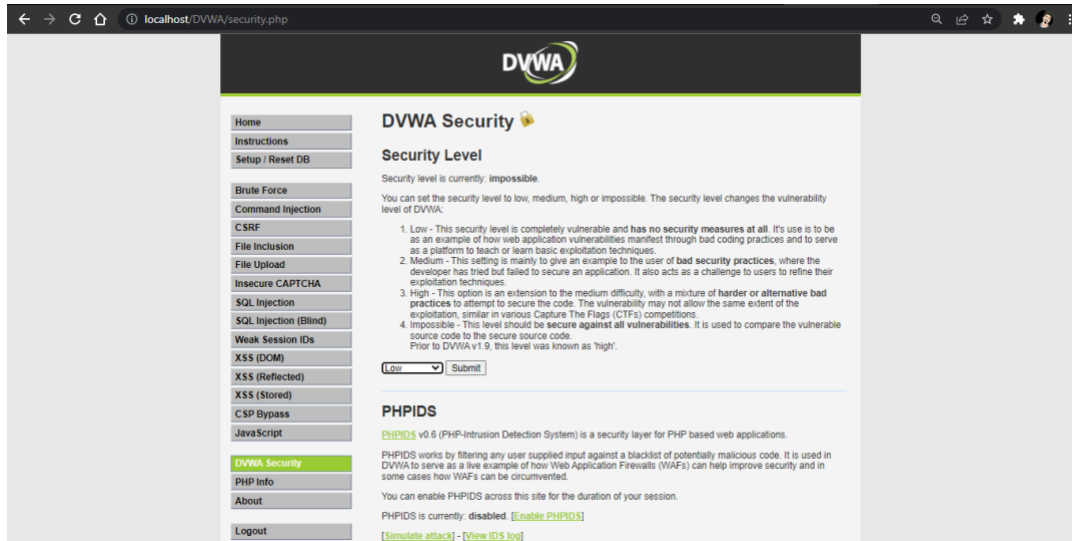 localhost/DVWA/security.php
DVWA
Home
Instructions
Setup / Reset DB
Brute Force
Command Injection
CSRF
File Inclusion
File Upload
Insecure CAPTCHA
SQL Injection
SQL Injection (Blind)
Weak Session IDs
XSS (DOM)
XSS (Reflected)
XSS (Stored)
CSP Bypass
JavaScript
DVWA Security
PHP Info
About
Logout
DVWA Security
Security Level
Security level is currently: impossible.
You can set the security level to low, medium, high or impossible. The security level changes the vulnerability
level of DVWA:
1. Low - This security level is completely vulnerable and has no security measures at all. It's use is to be
as an example of how web application vulnerabilities manifest through bad coding practices and to serve
as a platform to teach or learn basic exploitation techniques.
2. Medium - This setting is mainly to give an example to the user of bad security practices, where the
developer has tried but failed to secure an application. It also acts as a challenge to users to refine their
exploitation techniques.
3. High - This option is an extension to the medium difficulty, with a mixture of harder or alternative bad
practices to attempt to secure the code. The vulnerability may not allow the same extent of the
exploitation, similar in various Capture The Flags (CTFs) competitions.
4. Impossible - This level should be secure against all vulnerabilities. It is used to compare the vulnerable
source code to the secure source code.
Prior to DVWA v1.9, this level was known as 'high'.
Low Submit
PHPIDS
PHPIDS v0.6 (PHP-Intrusion Detection System) is a security layer for PHP based web applications.
PHPIDS works by filtering any user supplied input against a blacklist of potentially malicious code. It is used in
DVWA to serve as a live example of how Web Application Firewalls (WAFs) can help improve security and in
some cases how WAFs can be circumvented.
You can enable PHPIDS across this site for the duration of your session.
PHPIDS is currently: disabled. [Enable PHPIDS]
[Simulate attack] - [View IDS log]